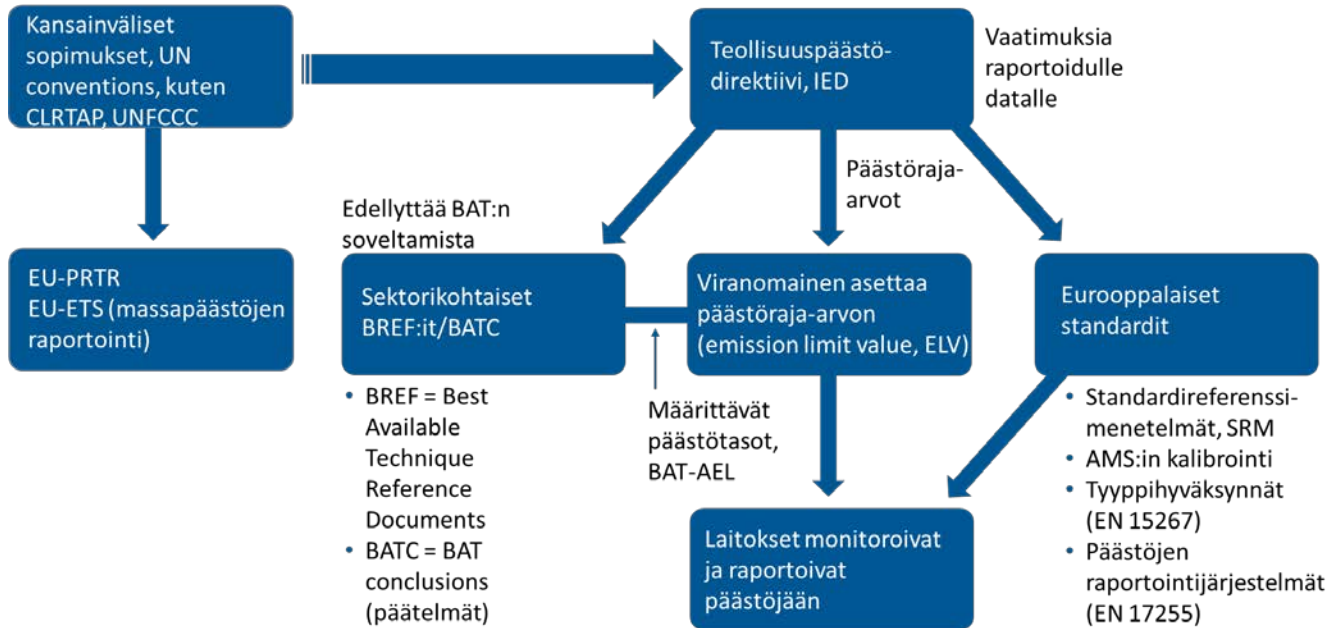 Kansainväliset
sopimukset, UN
conventions, kuten
CLRTAP, UNFCCC
Teollisuuspäästö-
direktiivi, IED
Vaatimuksia
raportoidulle
datalle
Päästöraja-
arvot
Edellyttää BAT:n
soveltamista
EU-PRTR
EU-ETS (massapäästöjen
raportointi)
Sektorikohtaiset
BREF:it/BATC
Viranomainen asettaa
päästöraja-arvon
(emission limit value, ELV)
Eurooppalaiset
standardit
• BREF = Best
Available
Technique
Reference
Documents
• BATC = BAT
conclusions
(päätelmät)
Määrittävät
päästötasot,
BAT-AEL
• Standardireferenssi-
menetelmät, SRM
• AMS:in kalibrointi
• Tyyppihyväksynnät
(EN 15267)
• Päästöjen
raportointijärjestelmät
(EN 17255)
Laitokset monitoroivat
ja raportoivat
päästöjään